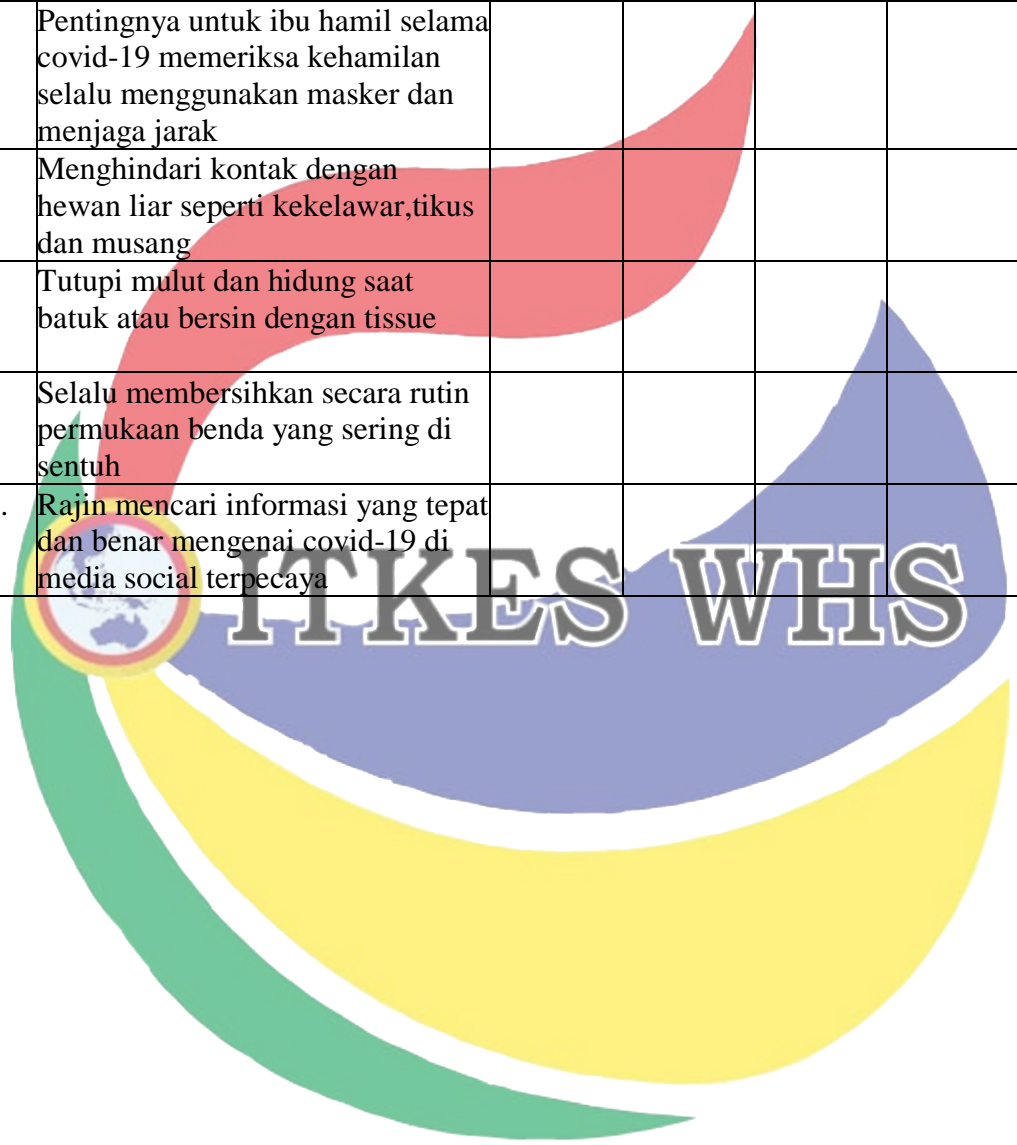 Pentingnya untuk ibu hamil selama
covid-19 memeriksa kehamilan
selalu menggunakan masker dan
menjaga jarak
Menghindari kontak dengan
hewan liar seperti kekelawar,tikus
dan musang
Tutupi mulut dan hidung saat
batuk atau bersin dengan tissue
Selalu membersihkan secara rutin
permukaan benda yang sering di
sentuh
. Rajin mencari informasi yang tepat
dan benar mengenai covid-19 di
media social terpecaya
ITKES WHS